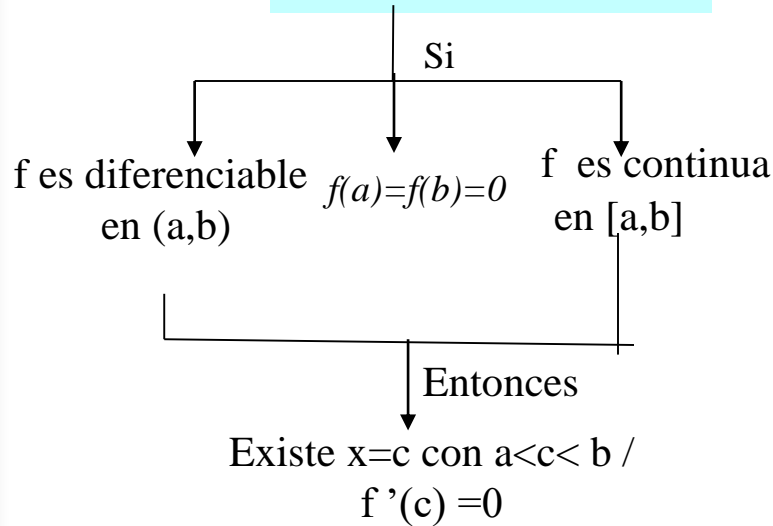 Si
f es diferenciable
en (a,b)
f(a)=f(b)=0
f es continua
en [a,b]
Entonces
Existe x=c con a<c< b /
f ’(c) =0